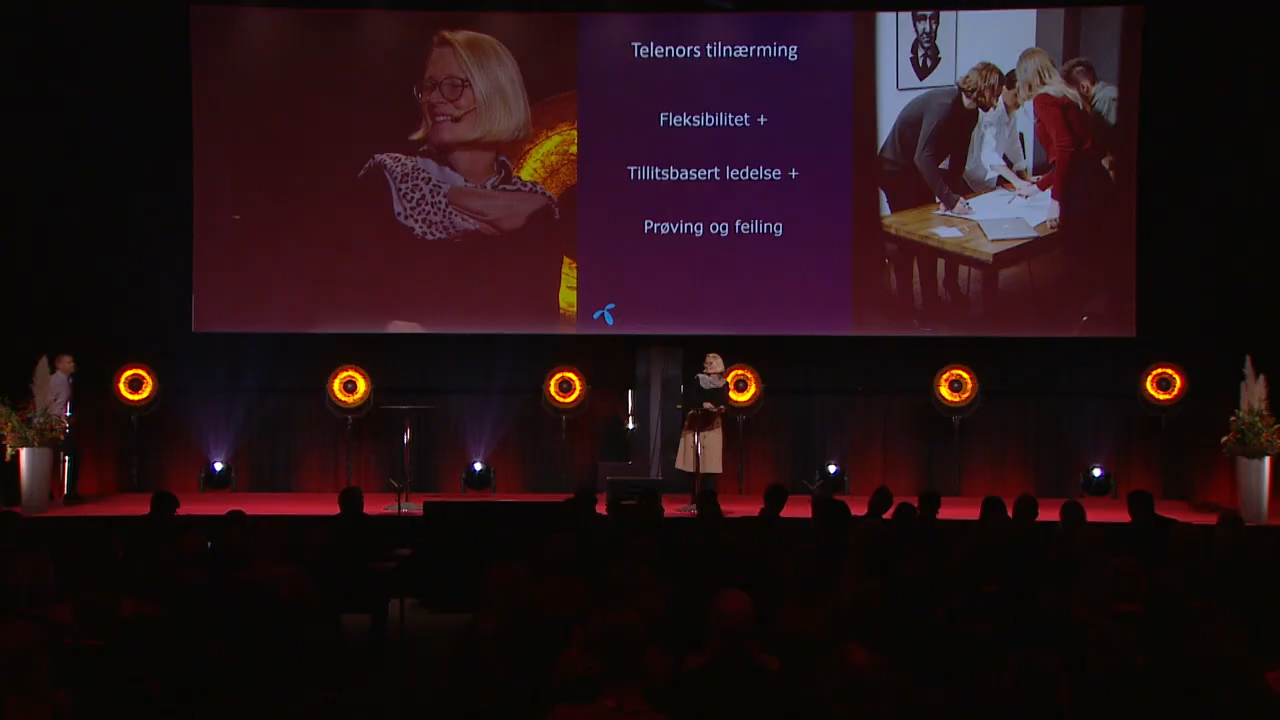 Telenors tilnærming
Fleksibilitet +
Tillitsbasert ledelse +
Prøving og feiling